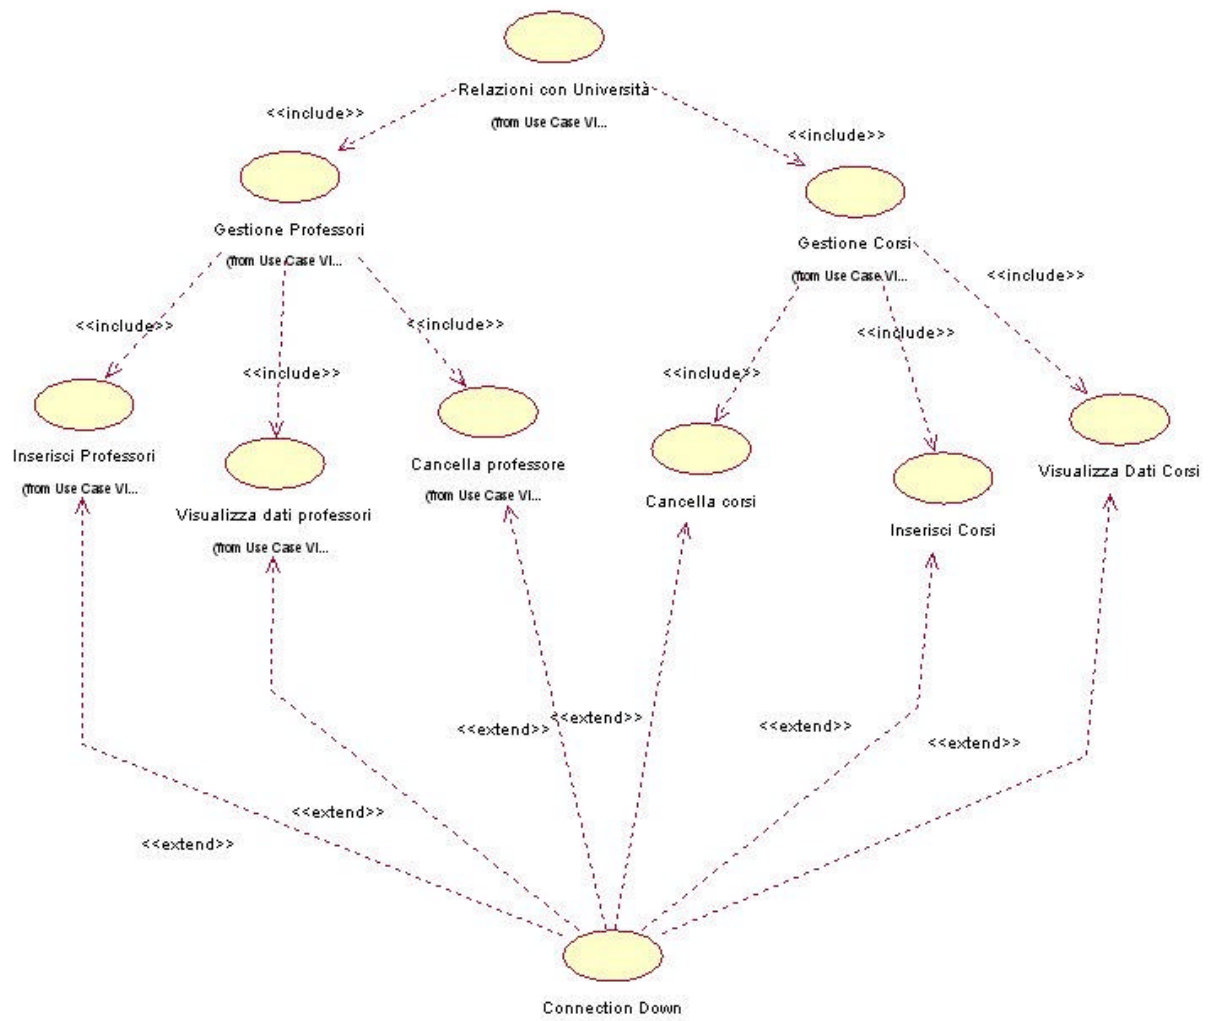 Relazioni con Università
(from Use Case VI...
<<include>>
<<include>>
Gestione Professori
(from Use Case VI...
Gestione Corsi
(from Use Case VI...
<<include>>
<<include>>
<<include>>
<<include>>
<<include>>
<<include>>
Inserisci Professori
(from Use Case VI...
Cancella professore
(from Use Case VI...
Visualizza Dati Corsi
Visualizza dati professori
(from Use Case VI...
Cancella corsi
Inserisci Corsi
<<extend>>
<<extend>>
<<extend>>
<<extend>>
<<extend>>
<<extend>>
Connection Down